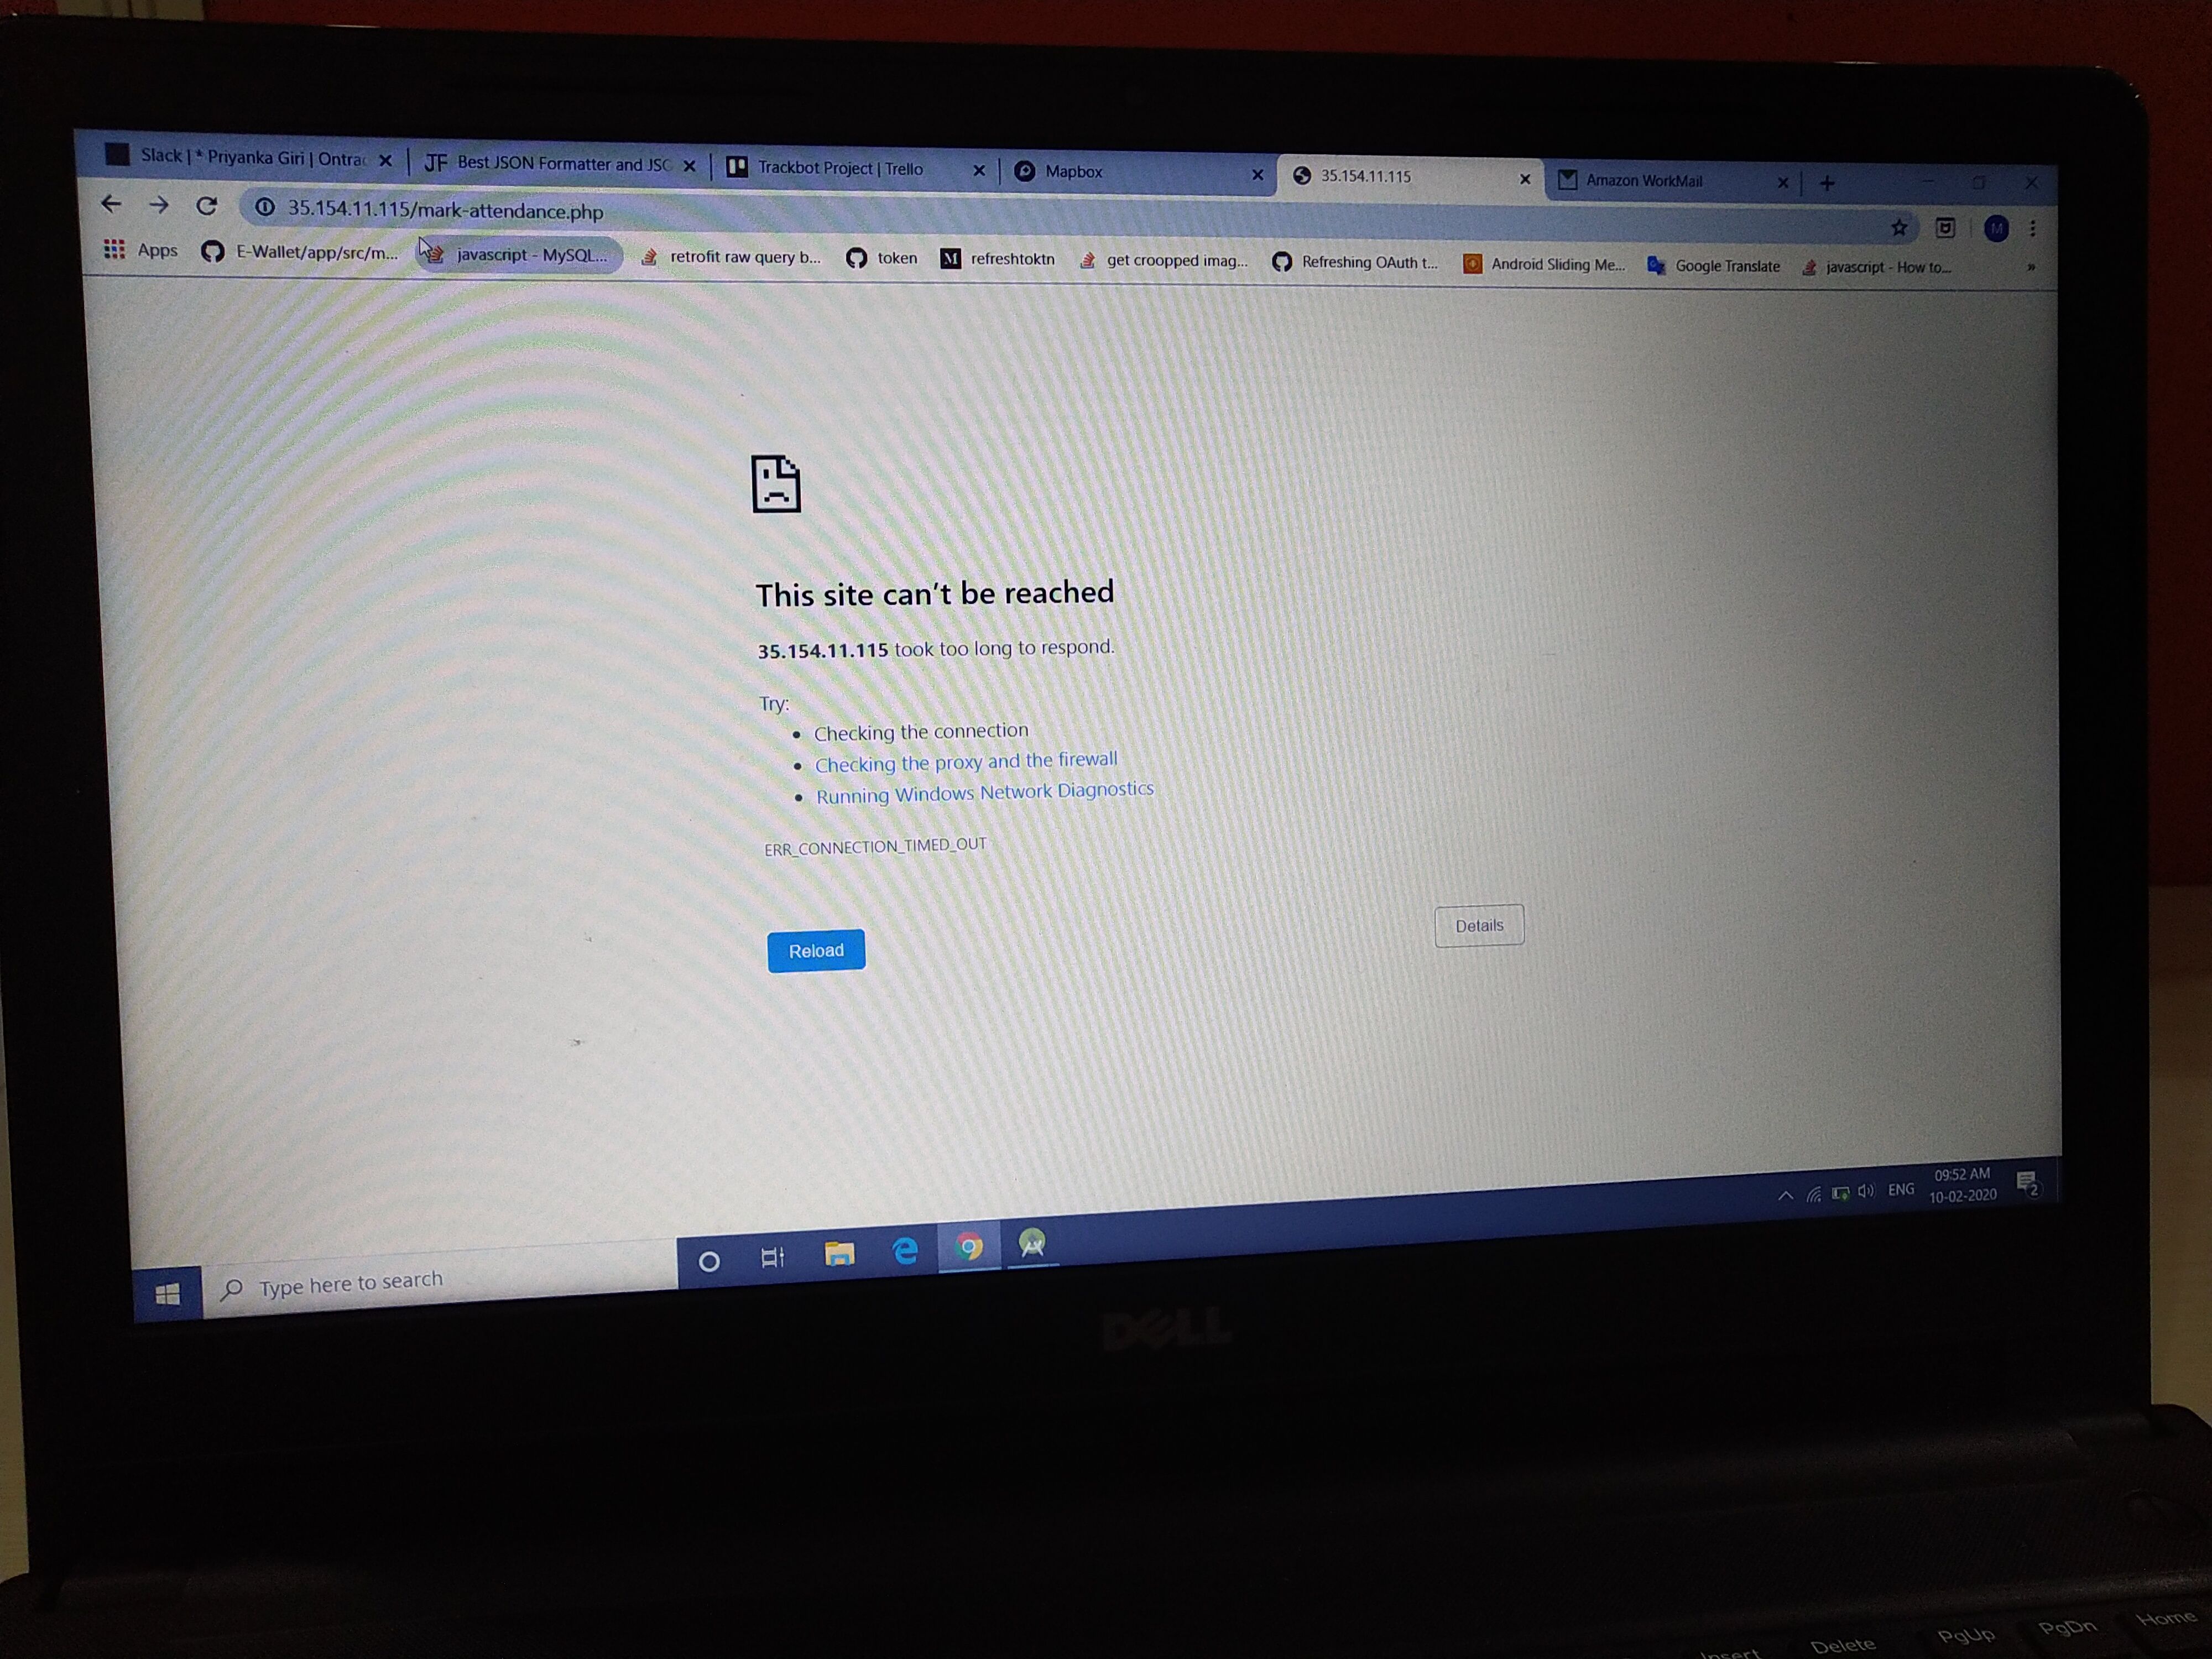 Slack | * Priyanka Giri | Ontrac
JF Best JSON Formatter and JSO
Trackbot Project | Trello
Mapbox
35.154.11.115
Amazon WorkMail
35.154.11.115/mark-attendance.php
M
Apps
E-Wallet/app/src/m...
javascript - MySQL...
retrofit raw query b...
token
M refreshtoktn
get croopped imag...
Refreshing OAuth t...
Android Sliding Me...
Google Translate
javascript - How to...
»
This site can't be reached
35.154.11.115 took too long to respond.
Try:
• Checking the connection
• Checking the proxy and the firewall
• Running Windows Network Diagnostics
ERR_CONNECTION_TIMED_OUT
Reload
Details
Type here to search
ENG
09:52 AM
10-02-2020
2
DELL
Insert
Delete
PgUp
PgDn
Home